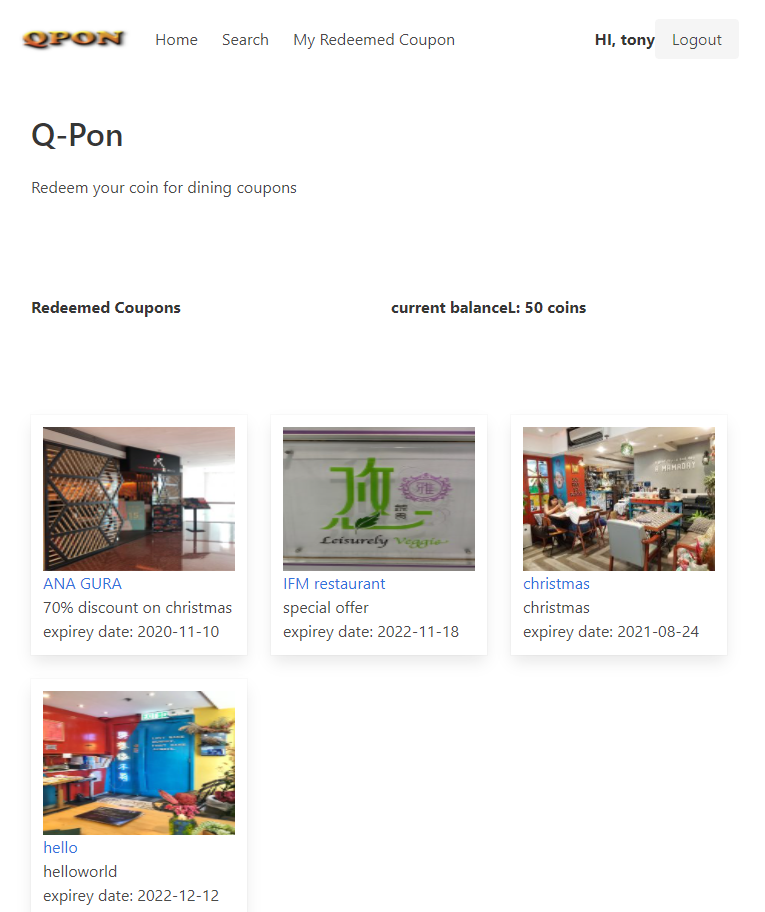 QPON Home Search My Redeemed Coupon HI, tony Logout
Q-Pon
Redeem your coin for dining coupons
Redeemed Coupons
current balanceL: 50 coins
雅
Leisurely Veggie
ANA GURA
70% discount on christmas
expirey date: 2020-11-10
IFM restaurant
special offer
expirey date: 2022-11-18
MAMADAY
christmas
christmas
expirey date: 2021-08-24
hello
helloworld
expirey date: 2022-12-12